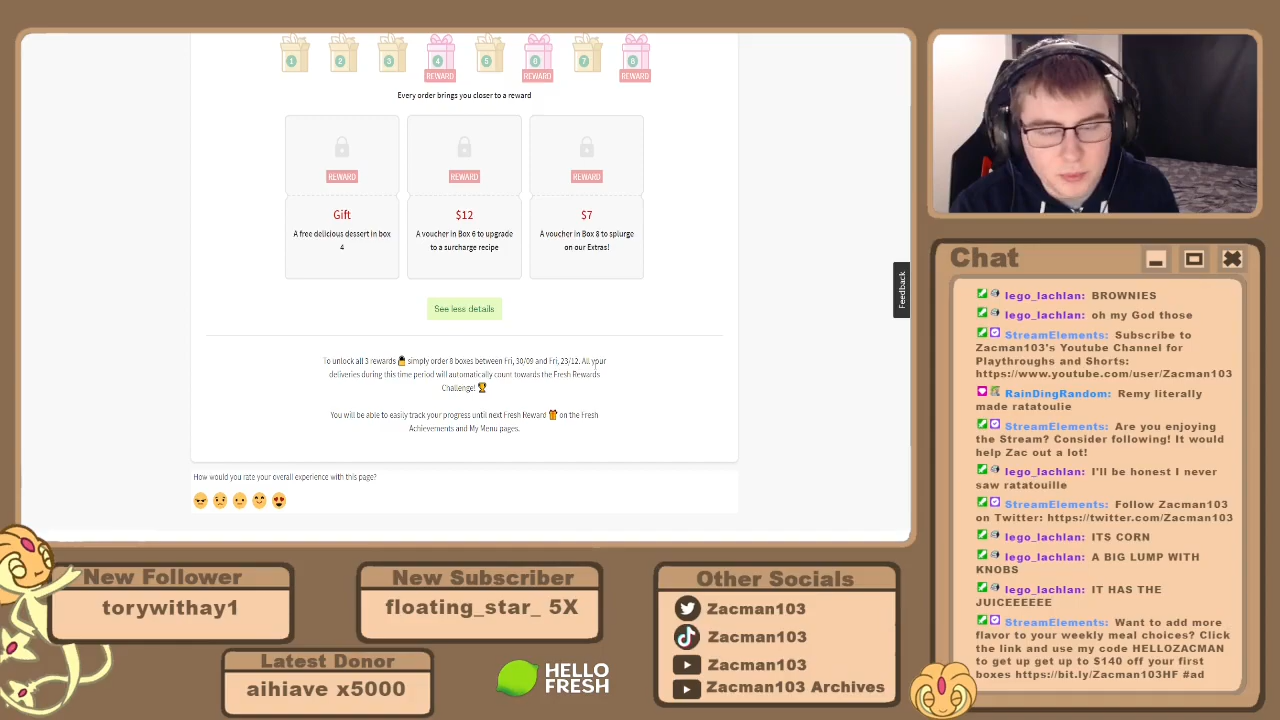 1 2 3 4 5 6 7 8
REWARD REWARD REWARD
Every order brings you closer to a reward
REWARD REWARD REWARD
Gift
A free delicious dessert in box
4
$12
A voucher in Box 6 to upgrade
to a surcharge recipe
$7
A voucher in Box 8 to splurge
on our Extras!
See less details
To unlock all 3 rewards simply order 8 boxes between Fri, 30/09 and Fri, 23/12. All your
deliveries during this time period will automatically count towards the Fresh Rewards
Challenge!
You will be able to easily track your progress until next Fresh Reward on the Fresh
Achievements and My Menu pages.
How would you rate your overall experience with this page?
Feedback
Chat
lego_lachlan: BROWNIES
lego_lachlan: oh my God those
StreamElements: Subscribe to
Zacman103's Youtube Channel for
Playthroughs and Shorts:
https://www.youtube.com/user/Zacman103
RainDingRandom: Remy literally
made ratatoulie
StreamElements: Are you enjoying
the Stream? Consider following! It would
help Zac out a lot!
lego_lachlan: I'll be honest I never
saw ratatouille
StreamElements: Follow Zacman103
on Twitter: https://twitter.com/Zacman103
lego_lachlan: ITS CORN
lego_lachlan: A BIG LUMP WITH
KNOBS
lego_lachlan: IT HAS THE
JUICEEEEEE
StreamElements: Want to add more
flavor to your weekly meal choices? Click
the link and use my code HELLOZACMAN
to get up get up to $140 off your first
boxes https://bit.ly/Zacman103HF #ad
New Follower
torywithay1
New Subscriber
floating_star_ 5X
Latest Donor
aihiave x5000
HELLO
FRESH
Other Socials
Zacman103
Zacman103
Zacman103
Zacman103 Archives